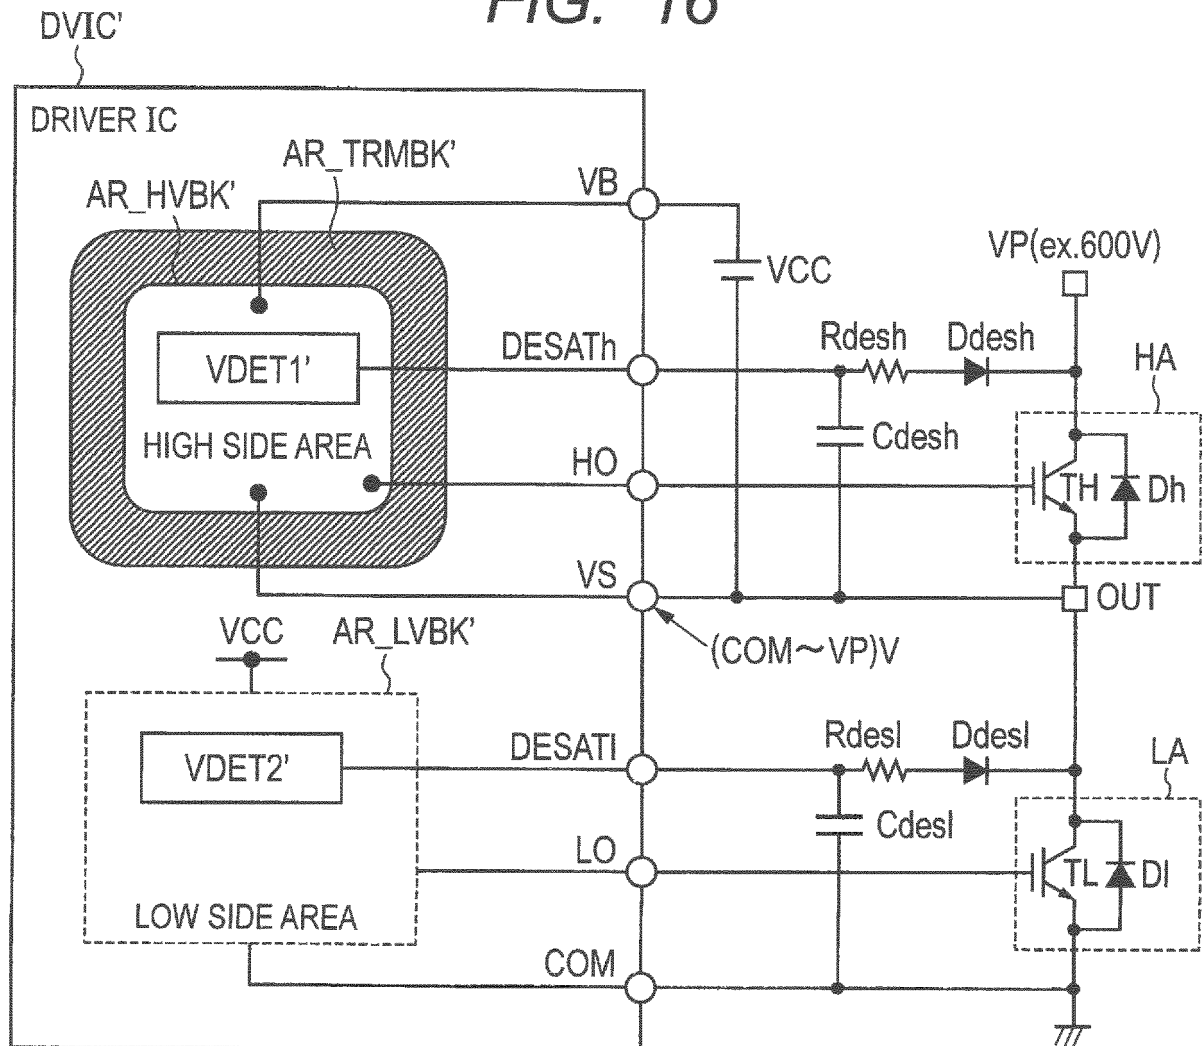 FIG. 16
DVIC'
DRIVER IC
AR_TRMBK'
AR_HVBK'
VB
VCC
VP(ex.600V)
VDET1'
DESATh
Rdesh
Ddesh
HA
HIGH SIDE AREA
Cdesh
HO
TH
Dh
VS
OUT
(COM～VP)V
VCC
AR_LVBK'
VDET2'
DESATl
Rdesl
Ddesl
LA
Cdesl
LO
TL
Dl
LOW SIDE AREA
COM